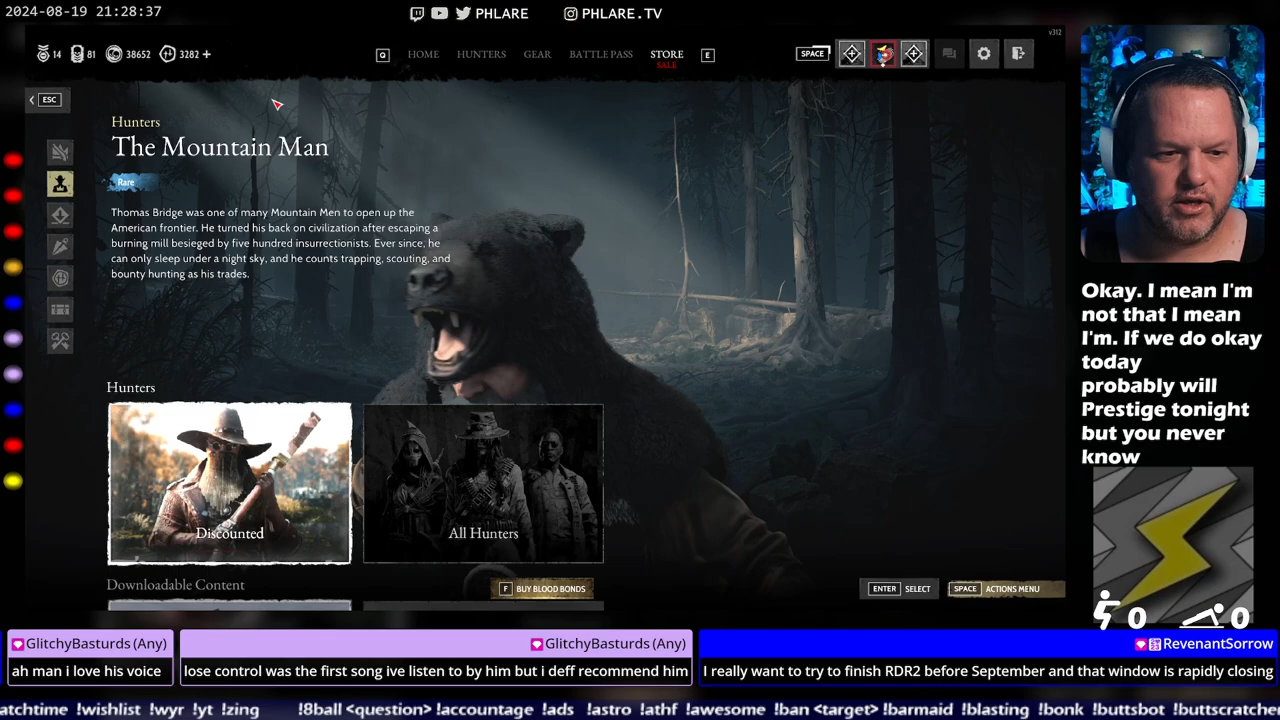 2024-08-19 21:28:37
PHLARE
PHLARE.TV
v312
14
81
38652
3282 +
Q
HOME
HUNTERS
GEAR
BATTLE PASS
STORE
SALE
E
SPACE
ESC
Hunters
The Mountain Man
Rare
Thomas Bridge was one of many Mountain Men to open up the
American frontier. He turned his back on civilization after escaping a
burning mill besieged by five hundred insurrectionists. Ever since, he
can only sleep under a night sky, and he counts trapping, scouting, and
bounty hunting as his trades.
Hunters
Discounted
All Hunters
Downloadable Content
F BUY BLOOD BONDS
ENTER SELECT
SPACE ACTIONS MENU
Okay. I mean I'm
not that I mean
I'm. If we do okay
today
probably will
Prestige tonight
but you never
know
0
0
GlitchyBasturds (Any)
ah man i love his voice
GlitchyBasturds (Any)
lose control was the first song ive listen to by him but i deff recommend him
RevenantSorrow
I really want to try to finish RDR2 before September and that window is rapidly closing
atchtime !wishlist !wyr !yt !zing !8ball <question> !accountage !ads !astro !athf !awesome !ban <target> !barmaid !blasting !bonk !buttsbot !buttscratche